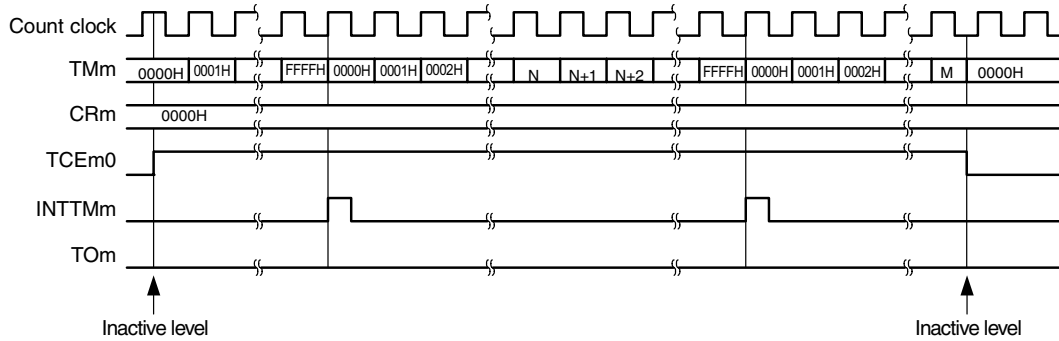 Count clock
TMm 0000H 0001H FFFFH 0000H 0001H 0002H N N+1 N+2 FFFFH 0000H 0001H 0002H M 0000H
CRm 0000H
TCEm0
INTTMm
TOm
Inactive level Inactive level